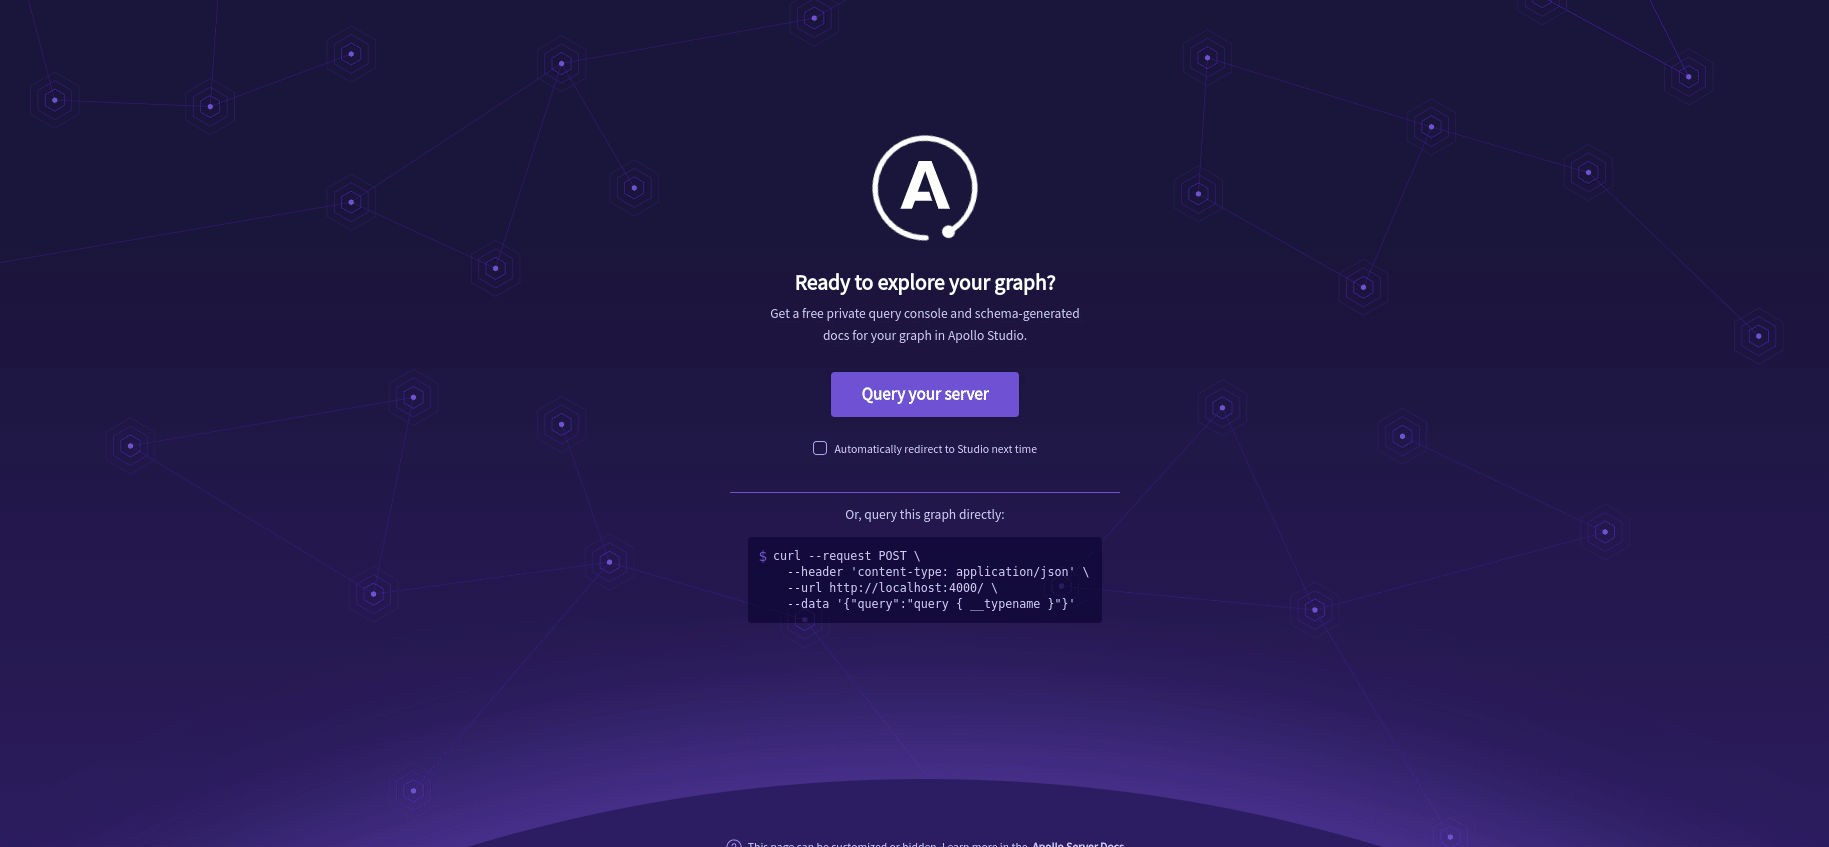 A
Ready to explore your graph?
Get a free private query console and schema-generated
docs for your graph in Apollo Studio.
Query your server
Automatically redirect to Studio next time
Or, query this graph directly:
$ curl --request POST \
--header 'content-type: application/json' \
--url http://localhost:4000/ \
--data '{"query":"query { __typename }"}'
? This page can be customized or hidden. Learn more in the Apollo Server Docs.